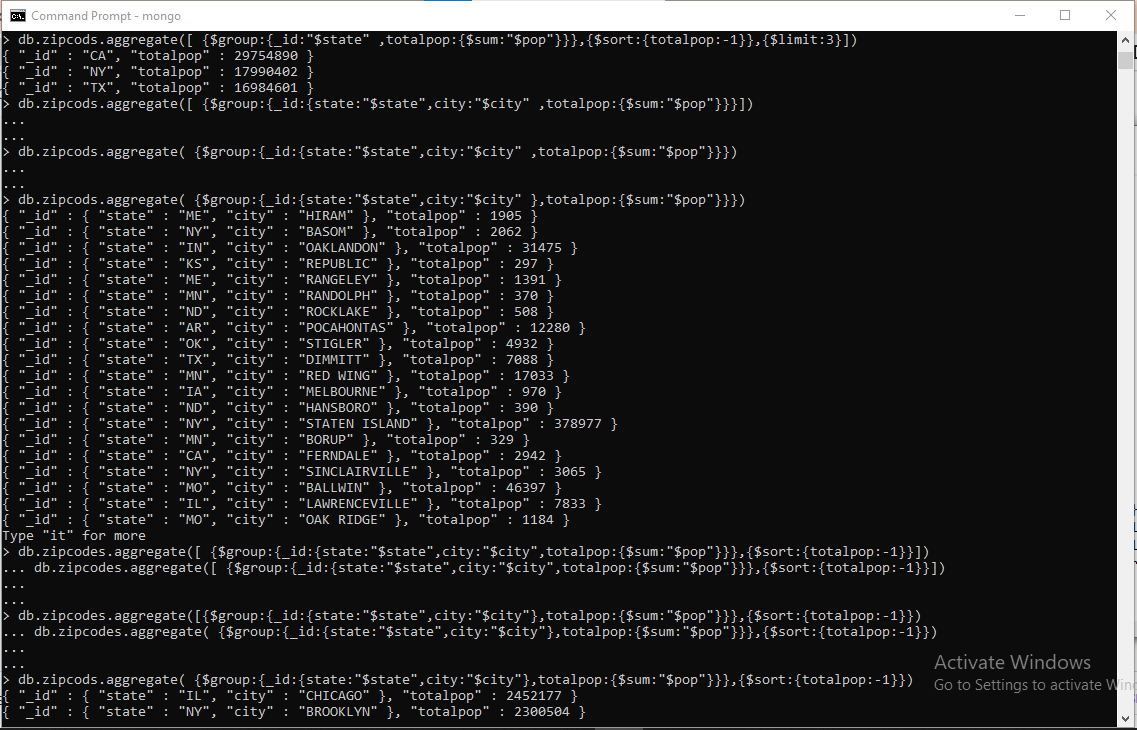 Command Prompt - mongo
> db.zipcods.aggregate([ {$group:{_id:"$state" ,totalpop:{$sum:"$pop"}}},{$sort:{totalpop:-1}},{$limit:3}])
{ "_id" : "CA", "totalpop" : 29754890 }
{ "_id" : "NY", "totalpop" : 17990402 }
{ "_id" : "TX", "totalpop" : 16984601 }
> db.zipcods.aggregate([ {$group:{_id:{state:"$state",city:"$city" ,totalpop:{$sum:"$pop"}}}])
...
...
> db.zipcods.aggregate( {$group:{_id:{state:"$state",city:"$city" ,totalpop:{$sum:"$pop"}}})
...
...
> db.zipcods.aggregate( {$group:{_id:{state:"$state",city:"$city" },totalpop:{$sum:"$pop"}}})
{ "_id" : { "state" : "ME", "city" : "HIRAM" }, "totalpop" : 1905 }
{ "_id" : { "state" : "NY", "city" : "BASOM" }, "totalpop" : 2062 }
{ "_id" : { "state" : "IN", "city" : "OAKLANDON" }, "totalpop" : 31475 }
{ "_id" : { "state" : "KS", "city" : "REPUBLIC" }, "totalpop" : 297 }
{ "_id" : { "state" : "ME", "city" : "RANGELEY" }, "totalpop" : 1391 }
{ "_id" : { "state" : "MN", "city" : "RANDOLPH" }, "totalpop" : 370 }
{ "_id" : { "state" : "ND", "city" : "ROCKLAKE" }, "totalpop" : 508 }
{ "_id" : { "state" : "AR", "city" : "POCAHONTAS" }, "totalpop" : 12280 }
{ "_id" : { "state" : "OK", "city" : "STIGLER" }, "totalpop" : 4932 }
{ "_id" : { "state" : "TX", "city" : "DIMMITT" }, "totalpop" : 7088 }
{ "_id" : { "state" : "MN", "city" : "RED WING" }, "totalpop" : 17033 }
{ "_id" : { "state" : "IA", "city" : "MELBOURNE" }, "totalpop" : 970 }
{ "_id" : { "state" : "ND", "city" : "HANSBORO" }, "totalpop" : 390 }
{ "_id" : { "state" : "NY", "city" : "STATEN ISLAND" }, "totalpop" : 378977 }
{ "_id" : { "state" : "MN", "city" : "BORUP" }, "totalpop" : 329 }
{ "_id" : { "state" : "CA", "city" : "FERNDALE" }, "totalpop" : 2942 }
{ "_id" : { "state" : "NY", "city" : "SINCLAIRVILLE" }, "totalpop" : 3065 }
{ "_id" : { "state" : "MO", "city" : "BALLWIN" }, "totalpop" : 46397 }
{ "_id" : { "state" : "IL", "city" : "LAWRENCEVILLE" }, "totalpop" : 7833 }
{ "_id" : { "state" : "MO", "city" : "OAK RIDGE" }, "totalpop" : 1184 }
Type "it" for more
> db.zipcodes.aggregate([ {$group:{_id:{state:"$state",city:"$city",totalpop:{$sum:"$pop"}}},{$sort:{totalpop:-1}}])
... db.zipcodes.aggregate([ {$group:{_id:{state:"$state",city:"$city",totalpop:{$sum:"$pop"}}},{$sort:{totalpop:-1}}])
...
...
> db.zipcodes.aggregate([{$group:{_id:{state:"$state",city:"$city"},totalpop:{$sum:"$pop"}}},{$sort:{totalpop:-1}})
... db.zipcodes.aggregate( {$group:{_id:{state:"$state",city:"$city"},totalpop:{$sum:"$pop"}}},{$sort:{totalpop:-1}})
...
...
> db.zipcods.aggregate( {$group:{_id:{state:"$state",city:"$city"},totalpop:{$sum:"$pop"}}},{$sort:{totalpop:-1}})
{ "_id" : { "state" : "IL", "city" : "CHICAGO" }, "totalpop" : 2452177 }
{ "_id" : { "state" : "NY", "city" : "BROOKLYN" }, "totalpop" : 2300504 }
Activate Windows
Go to Settings to activate Win